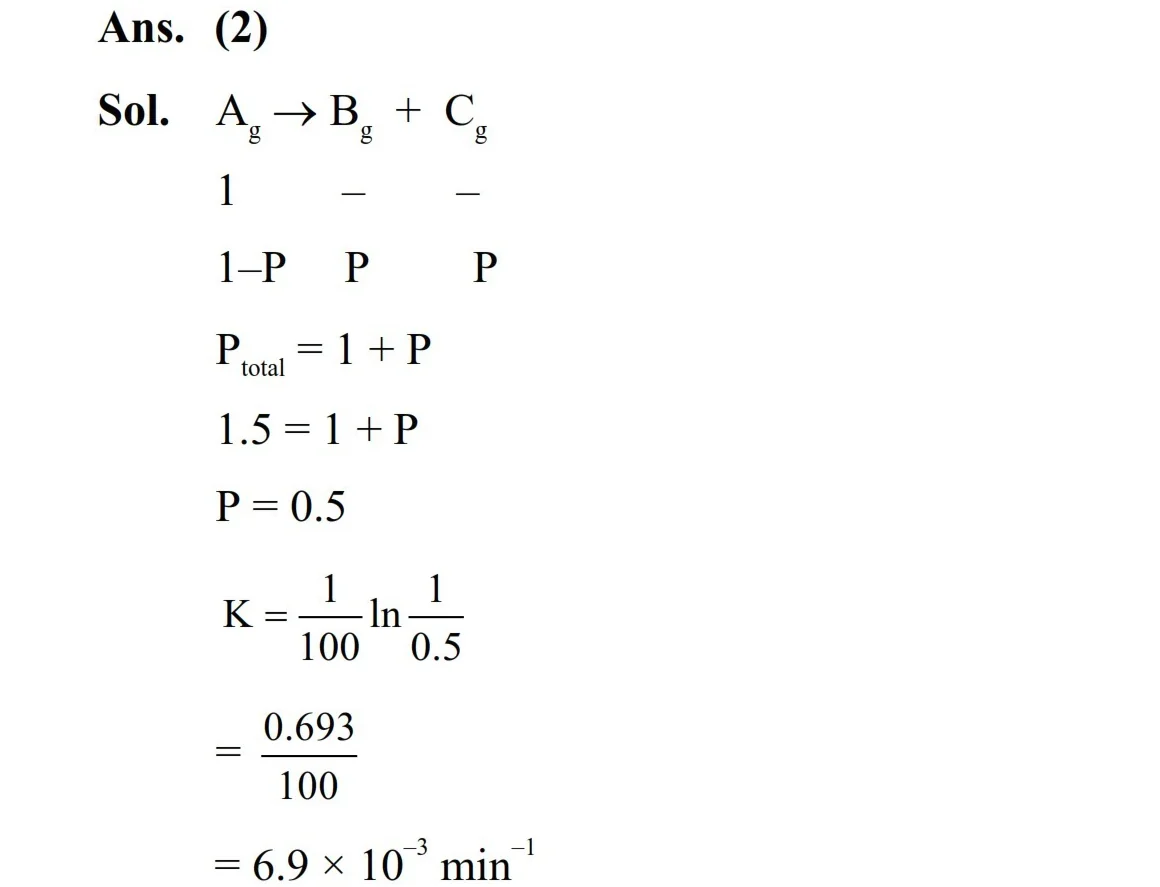 Ans. (2)
Sol. A_g → B_g + C_g
1 – –
1–P P P
P_total = 1 + P
1.5 = 1 + P
P = 0.5
K = 1/100 ln 1/0.5
= 0.693/100
= 6.9 × 10⁻³ min⁻¹